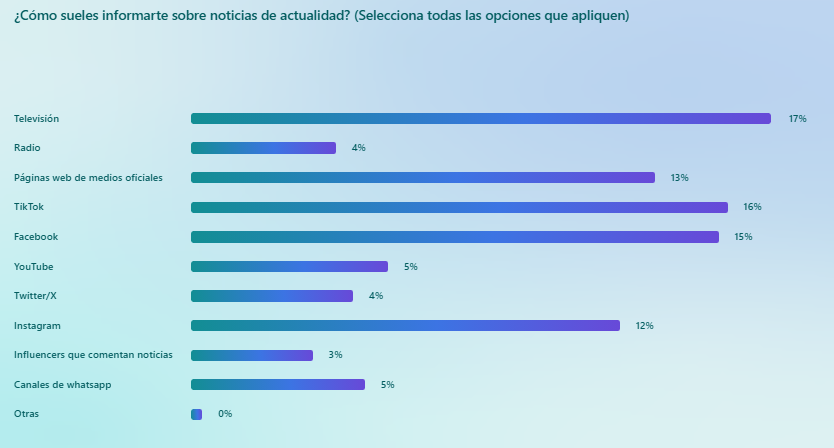 ¿Cómo sueles informarte sobre noticias de actualidad? (Selecciona todas las opciones que apliquen)
Televisión 17%
Radio 4%
Páginas web de medios oficiales 13%
TikTok 16%
Facebook 15%
YouTube 5%
Twitter/X 4%
Instagram 12%
Influencers que comentan noticias 3%
Canales de whatsapp 5%
Otras 0%